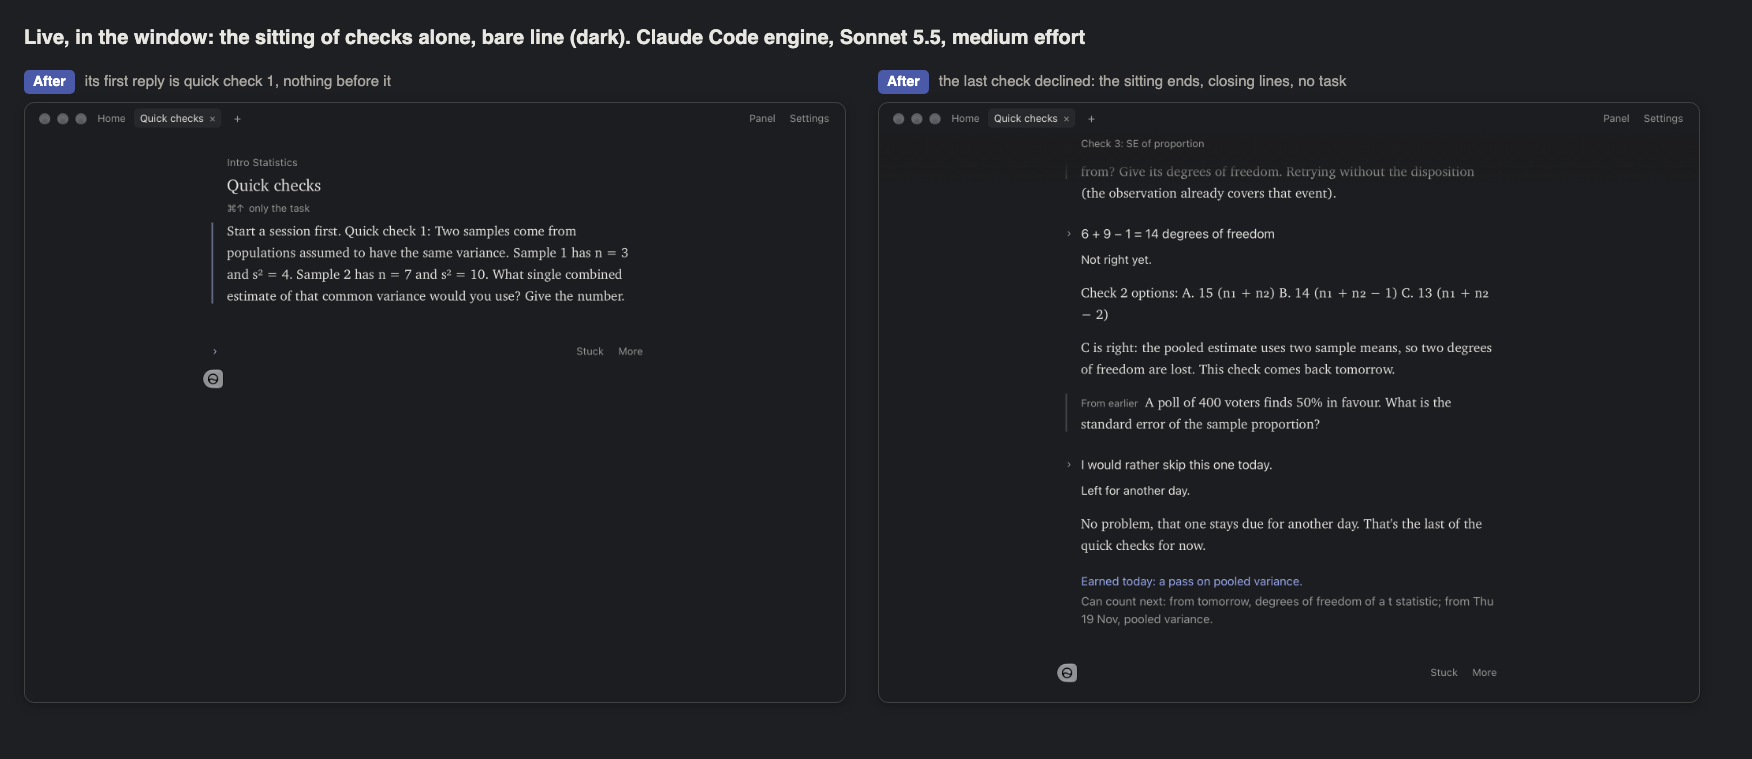 Live, in the window: the sitting of checks alone, bare line (dark). Claude Code engine, Sonnet 5.5, medium effort
After its first reply is quick check 1, nothing before it
Home Quick checks × + Panel Settings
Intro Statistics
Quick checks
⌘↑ only the task
Start a session first. Quick check 1: Two samples come from
populations assumed to have the same variance. Sample 1 has n = 3
and s² = 4. Sample 2 has n = 7 and s² = 10. What single combined
estimate of that common variance would you use? Give the number.
› Stuck More
After the last check declined: the sitting ends, closing lines, no task
Home Quick checks × + Panel Settings
Check 3: SE of proportion
from? Give its degrees of freedom. Retrying without the disposition
(the observation already covers that event).
› 6 + 9 − 1 = 14 degrees of freedom
Not right yet.
Check 2 options: A. 15 (n₁ + n₂) B. 14 (n₁ + n₂ − 1) C. 13 (n₁ + n₂
− 2)
C is right: the pooled estimate uses two sample means, so two degrees
of freedom are lost. This check comes back tomorrow.
From earlier A poll of 400 voters finds 50% in favour. What is the
standard error of the sample proportion?
› I would rather skip this one today.
Left for another day.
No problem, that one stays due for another day. That's the last of the
quick checks for now.
Earned today: a pass on pooled variance.
Can count next: from tomorrow, degrees of freedom of a t statistic; from Thu
19 Nov, pooled variance.
Stuck More